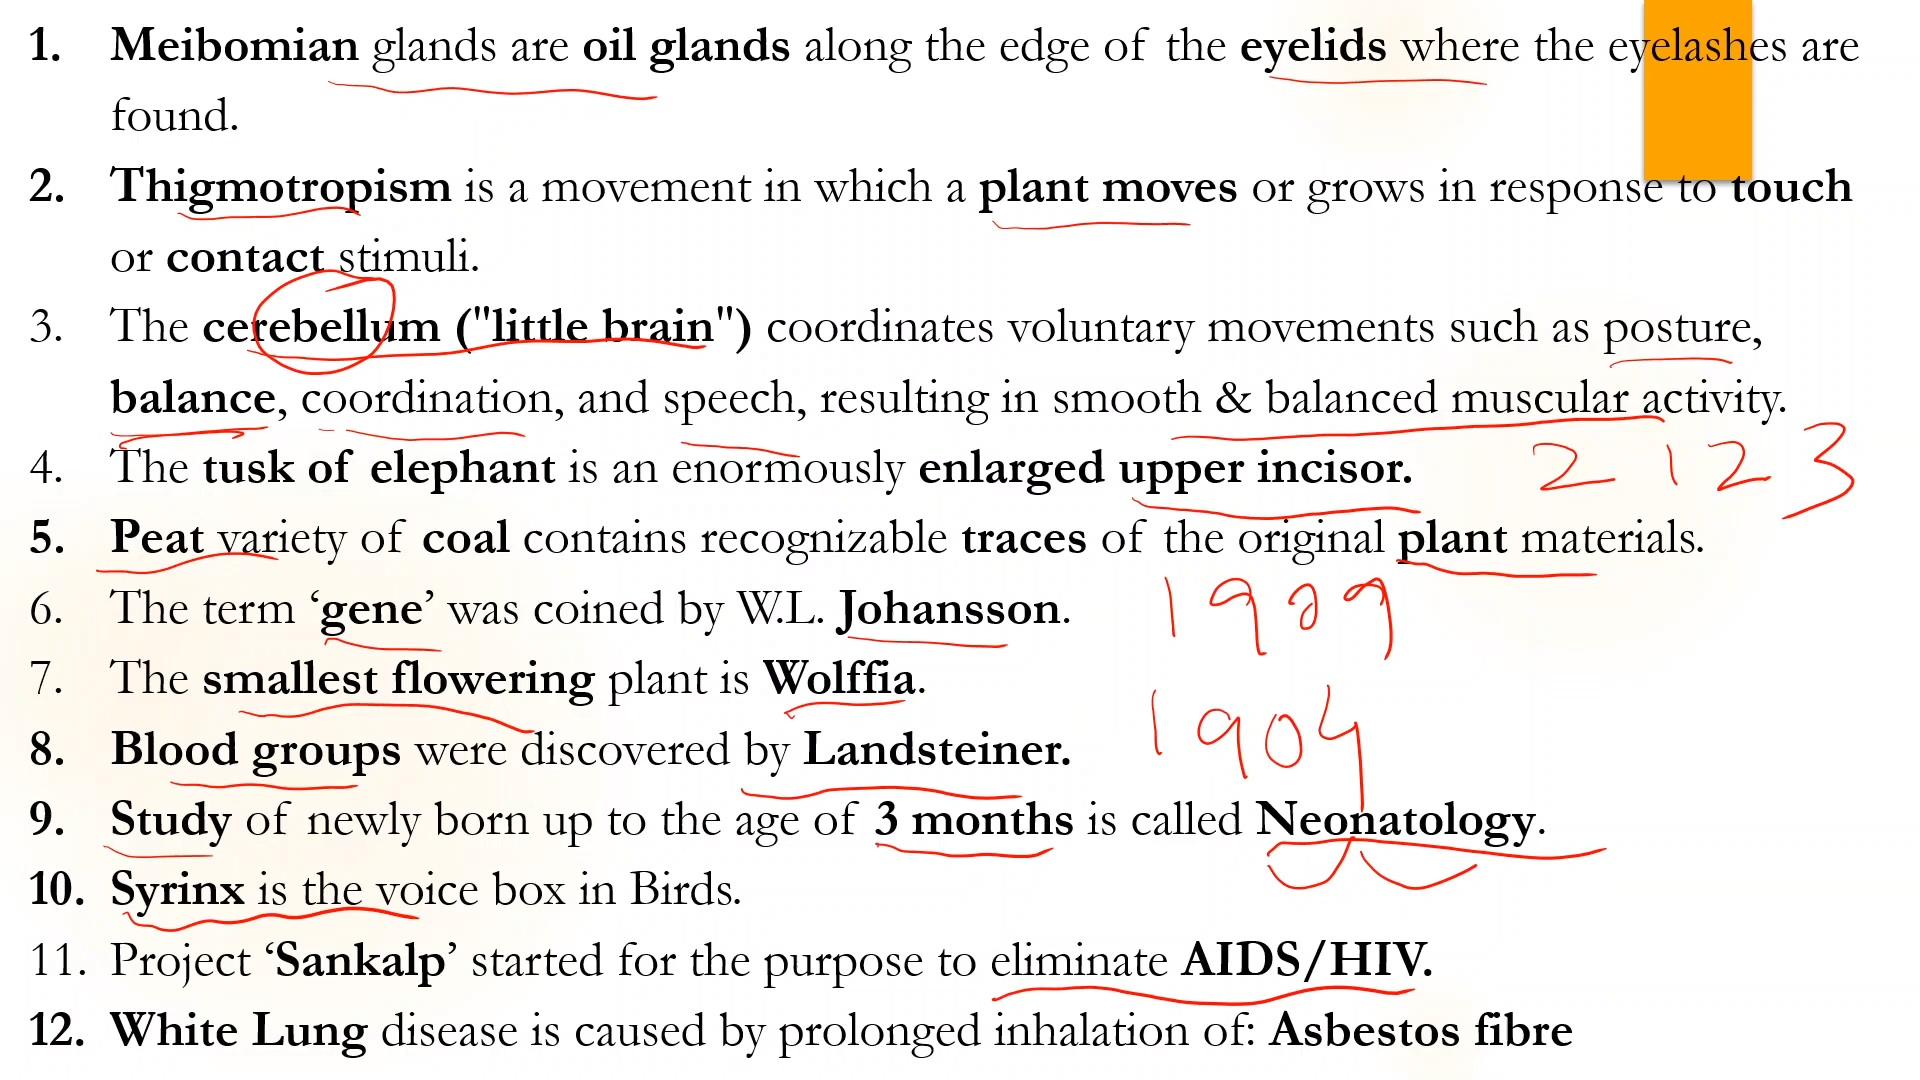 1. Meibomian glands are oil glands along the edge of the eyelids where the eyelashes are
found.
2. Thigmotropism is a movement in which a plant moves or grows in response to touch
or contact stimuli.
3. The cerebellum ("little brain") coordinates voluntary movements such as posture,
balance, coordination, and speech, resulting in smooth & balanced muscular activity.
4. The tusk of elephant is an enormously enlarged upper incisor. 2 1 2 3
5. Peat variety of coal contains recognizable traces of the original plant materials.
6. The term ‘gene’ was coined by W.L. Johansson. 1909
7. The smallest flowering plant is Wolffia.
8. Blood groups were discovered by Landsteiner. 1904
9. Study of newly born up to the age of 3 months is called Neonatology.
10. Syrinx is the voice box in Birds.
11. Project ‘Sankalp’ started for the purpose to eliminate AIDS/HIV.
12. White Lung disease is caused by prolonged inhalation of: Asbestos fibre